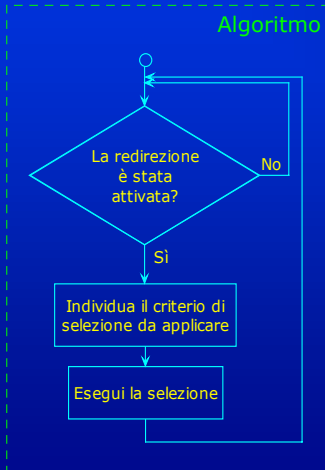 Algoritmo
La redirezione
è stata
attivata?
No
Sì
Individua il criterio di
selezione da applicare
Esegui la selezione